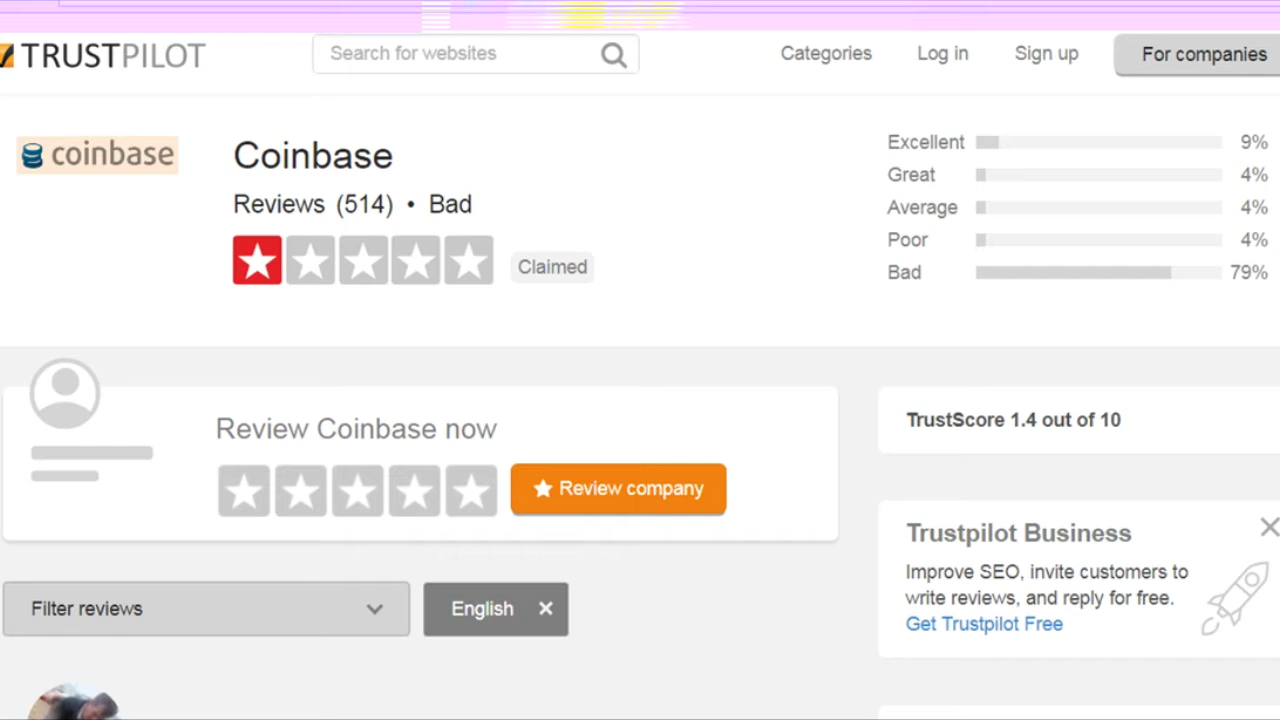 TRUSTPILOT
Search for websites
Categories
Log in
Sign up
For companies
coinbase
Coinbase
Reviews (514) • Bad
Claimed
Excellent 9%
Great 4%
Average 4%
Poor 4%
Bad 79%
Review Coinbase now
Review company
TrustScore 1.4 out of 10
Trustpilot Business
Improve SEO, invite customers to
write reviews, and reply for free.
Get Trustpilot Free
Filter reviews
English